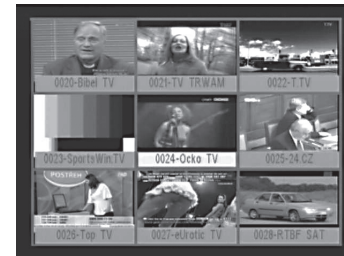 0020-Bibel TV
0021-TV TRWAM
0022-T.TV
0023-SportsWin.TV
0024-Ocko TV
0025-24.CZ
POSTŘEH
0026-Top TV
0027-eUrotic TV
0028-RTBF SAT